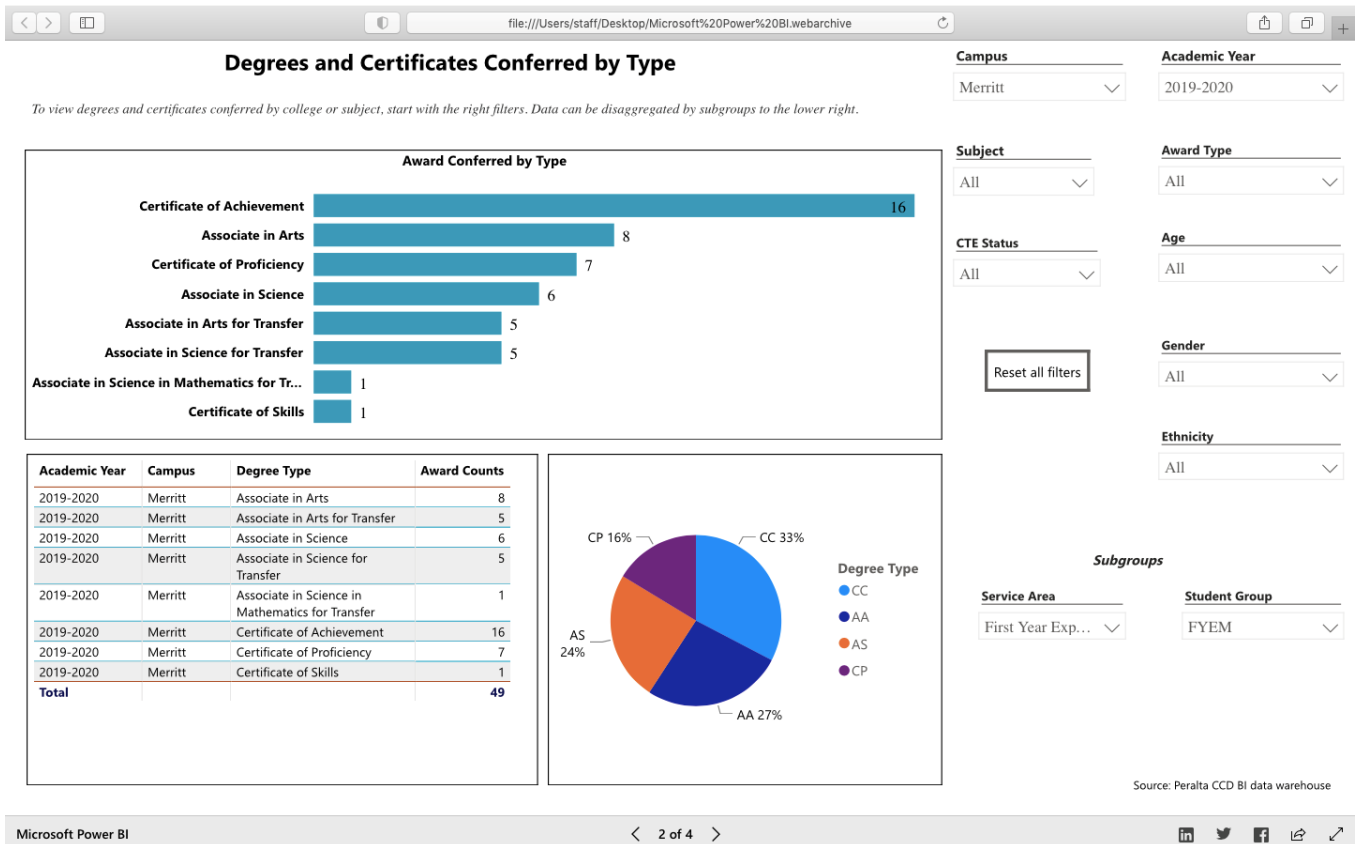 file:///Users/staff/Desktop/Microsoft%20Power%20BI.webarchive
Degrees and Certificates Conferred by Type
To view degrees and certificates conferred by college or subject, start with the right filters. Data can be disaggregated by subgroups to the lower right.
Campus
Merritt
Academic Year
2019-2020
Subject
All
Award Type
All
CTE Status
All
Age
All
Reset all filters
Gender
All
Ethnicity
All
Subgroups
Service Area
First Year Exp...
Student Group
FYEM
Award Conferred by Type
Certificate of Achievement 16
Associate in Arts 8
Certificate of Proficiency 7
Associate in Science 6
Associate in Arts for Transfer 5
Associate in Science for Transfer 5
Associate in Science in Mathematics for Tr... 1
Certificate of Skills 1
Academic Year Campus Degree Type Award Counts
2019-2020 Merritt Associate in Arts 8
2019-2020 Merritt Associate in Arts for Transfer 5
2019-2020 Merritt Associate in Science 6
2019-2020 Merritt Associate in Science for 5
Transfer
2019-2020 Merritt Associate in Science in 1
Mathematics for Transfer
2019-2020 Merritt Certificate of Achievement 16
2019-2020 Merritt Certificate of Proficiency 7
2019-2020 Merritt Certificate of Skills 1
Total 49
CP 16%
CC 33%
AS
24%
AA 27%
Degree Type
CC
AA
AS
CP
Source: Peralta CCD BI data warehouse
Microsoft Power BI
2 of 4